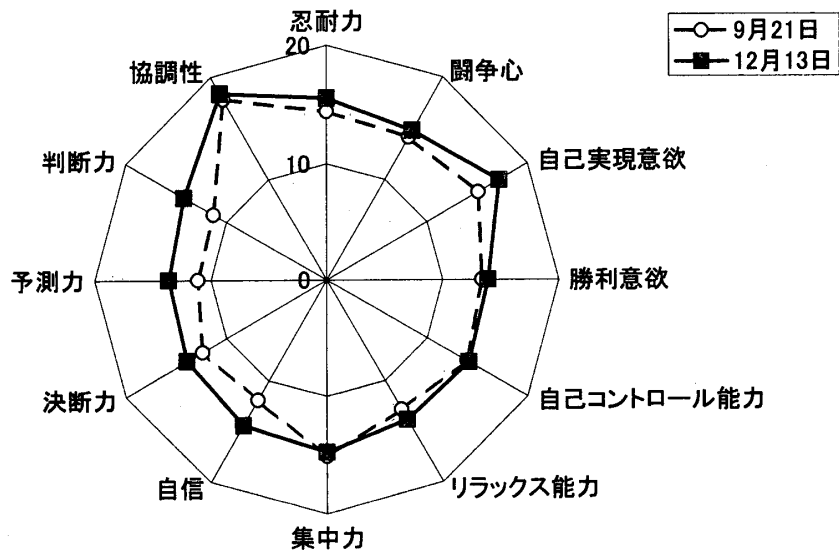 忍耐力
20
9月21日
12月13日
協調性
闘争心
判断力
10
自己実現意欲
予測力
0
勝利意欲
決断力
自己コントロール能力
自信
リラックス能力
集中力